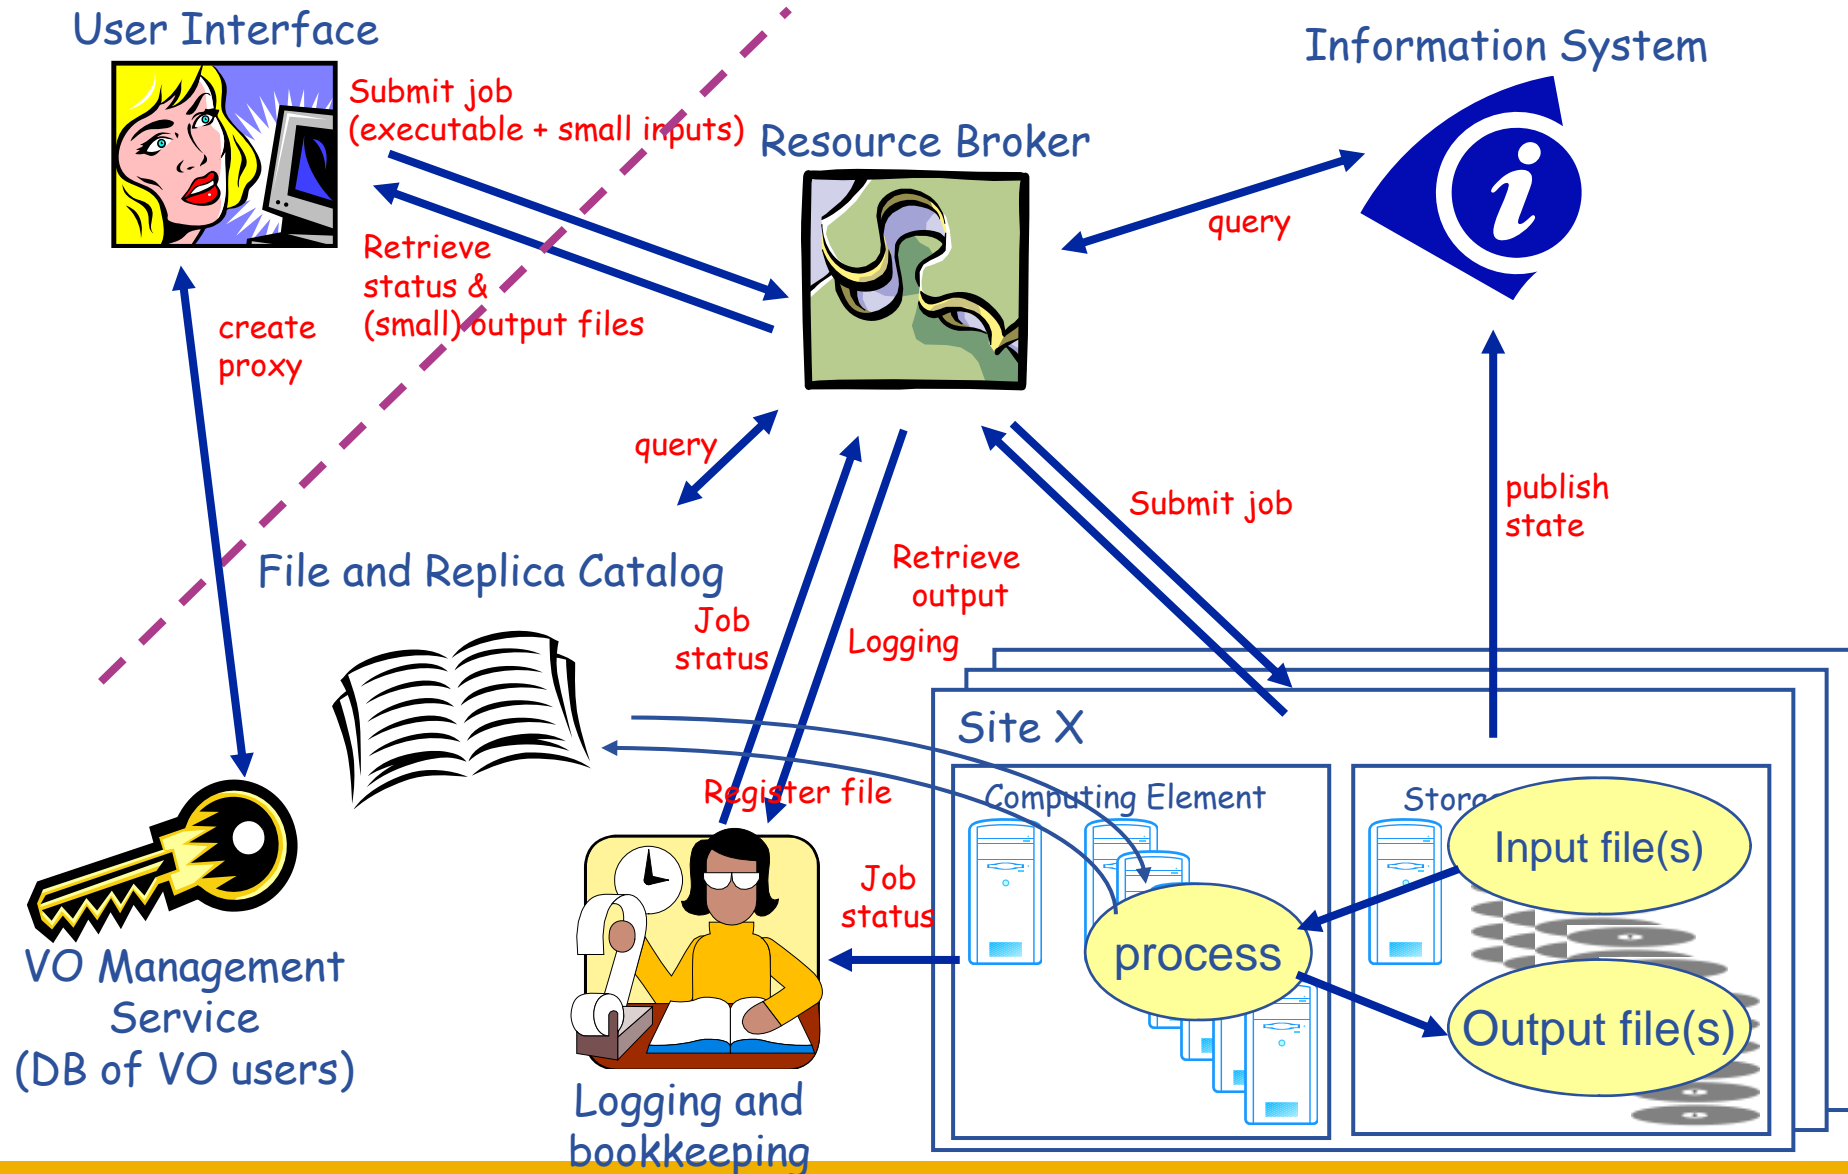 User Interface
Information System
Submit job
(executable + small inputs)
Resource Broker
query
Retrieve
status &
(small) output files
create
proxy
query
Submit job
publish
state
File and Replica Catalog
Retrieve
output
Job
status
Logging
Site X
Register file
Computing Element
Input file(s)
Job
status
process
VO Management
Service
(DB of VO users)
Output file(s)
Logging and
bookkeeping